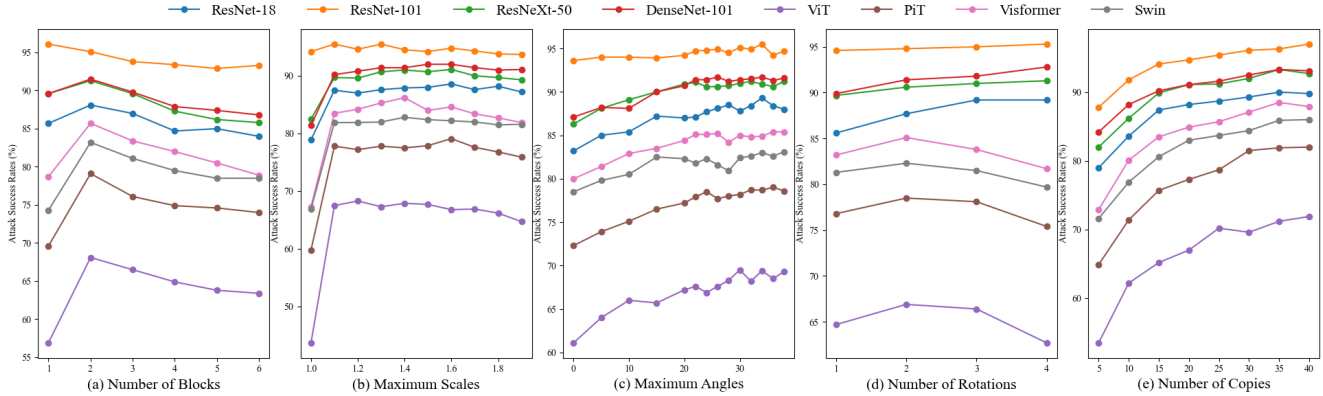 ResNet-18 ResNet-101 ResNeXt-50 DenseNet-101 ViT PiT Visformer Swin
Attack Success Rates (%)
95
90
85
80
75
70
65
60
55
1 2 3 4 5 6
(a) Number of Blocks
Attack Success Rates (%)
90
80
70
60
50
1.0 1.2 1.4 1.6 1.8
(b) Maximum Scales
Attack Success Rates (%)
95
90
85
80
75
70
65
60
0 10 20 30
(c) Maximum Angles
Attack Success Rates (%)
95
90
85
80
75
70
65
1 2 3 4
(d) Number of Rotations
Attack Success Rates (%)
90
80
70
60
5 10 15 20 25 30 35 40
(e) Number of Copies